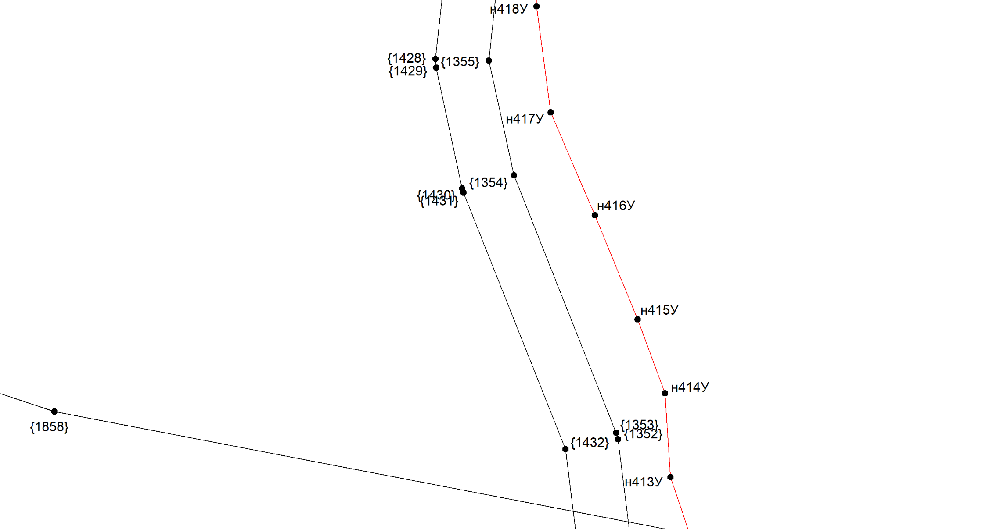 н418У
{1428}
{1355}
{1429}
н417У
{1354}
{1430}
{1431}
н416У
н415У
н414У
{1858}
{1353}
{1352}
{1432}
н413У